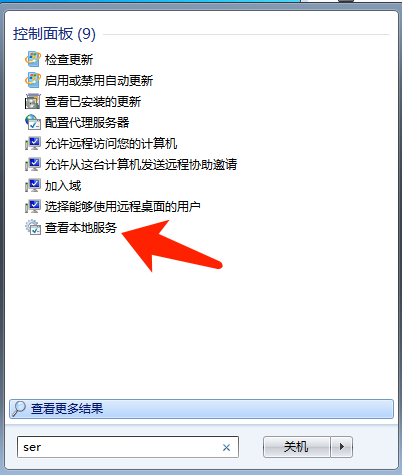 控制面板 (9)
检查更新
启用或禁用自动更新
查看已安装的更新
配置代理服务器
允许远程访问您的计算机
允许从这台计算机发送远程协助邀请
加入域
选择能够使用远程桌面的用户
查看本地服务
查看更多结果
ser
关机